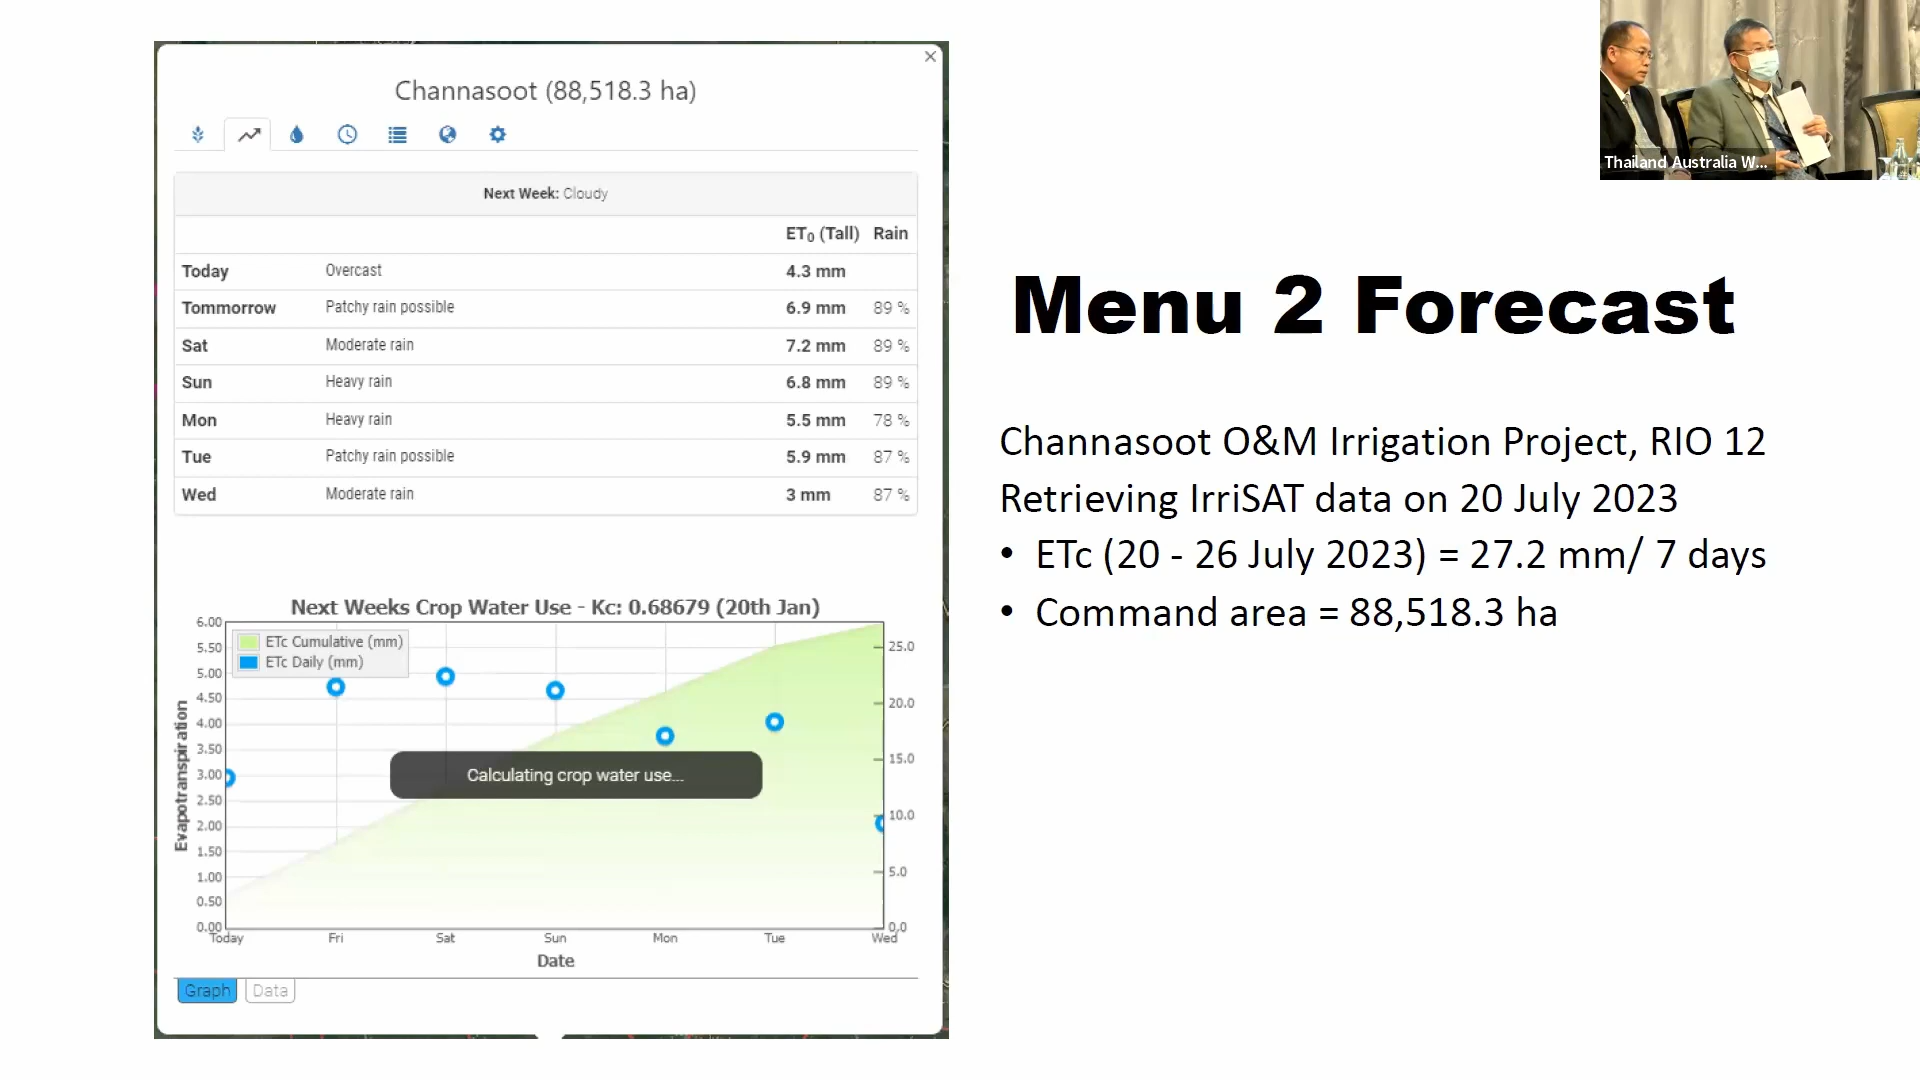 Channasoot (88,518.3 ha)
Next Week: Cloudy
ET0 (Tall) Rain
Today Overcast 4.3 mm
Tommorrow Patchy rain possible 6.9 mm 89 %
Sat Moderate rain 7.2 mm 89 %
Sun Heavy rain 6.8 mm 89 %
Mon Heavy rain 5.5 mm 78 %
Tue Patchy rain possible 5.9 mm 87 %
Wed Moderate rain 3 mm 87 %
Next Weeks Crop Water Use - Kc: 0.68679 (20th Jan)
ETc Cumulative (mm)
ETc Daily (mm)
Evapotranspiration
6.00
5.50
5.00
4.50
4.00
3.50
3.00
2.50
2.00
1.50
1.00
0.50
0.00
25.0
20.0
15.0
10.0
5.0
0.0
Calculating crop water use...
Today Fri Sat Sun Mon Tue Wed
Date
Graph Data
Thailand Australia W...
Menu 2 Forecast
Channasoot O&M Irrigation Project, RIO 12
Retrieving IrriSAT data on 20 July 2023
• ETc (20 - 26 July 2023) = 27.2 mm/ 7 days
• Command area = 88,518.3 ha